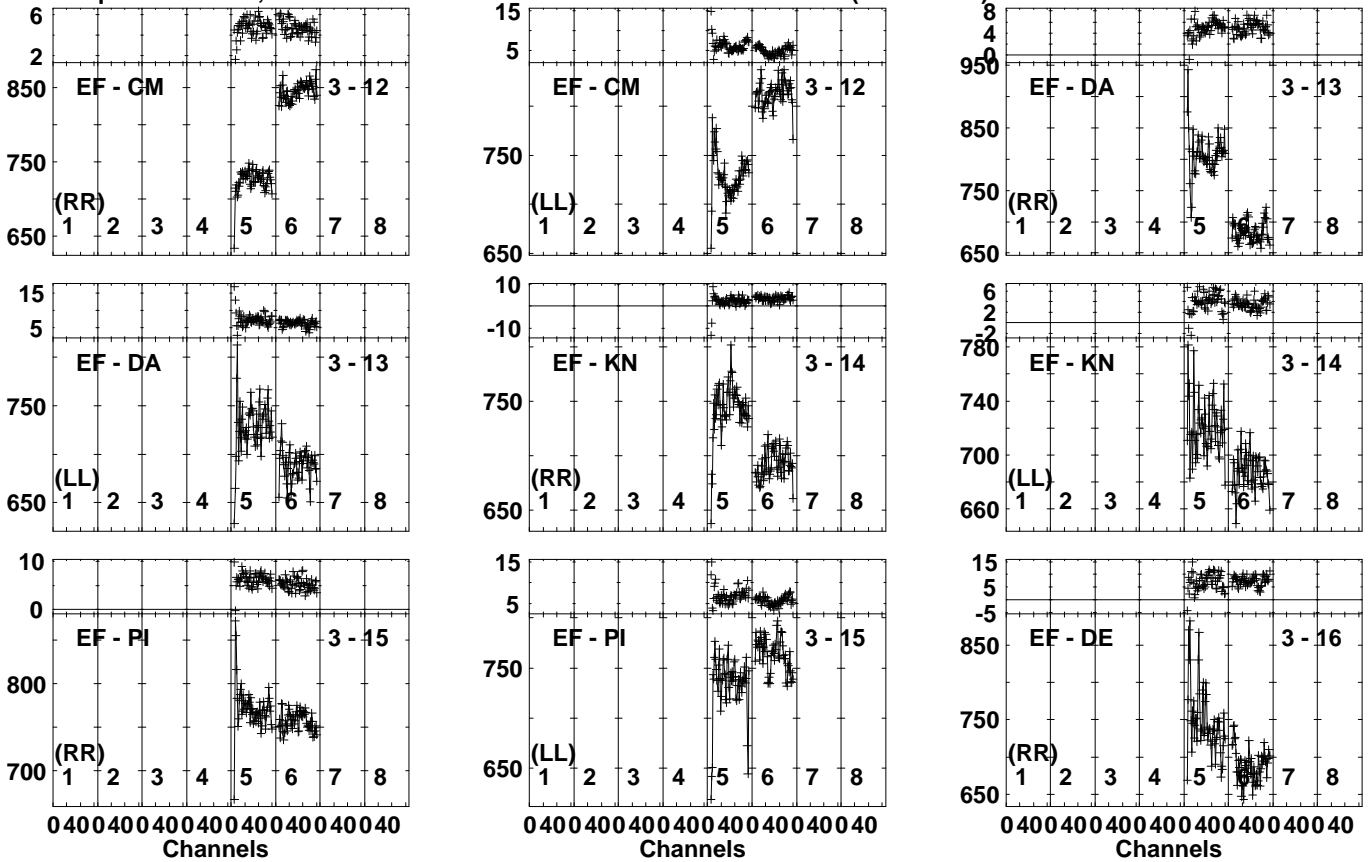 6
2
EF - CM 3 - 12
850
750
650
(RR)
1 2 3 4 5 6 7 8
15
5
EF - CM 3 - 12
750
650
(LL)
1 2 3 4 5 6 7 8
8
4
0
EF - DA 3 - 13
950
850
750
650
(RR)
1 2 3 4 5 6 7 8
15
5
EF - DA 3 - 13
750
650
(LL)
1 2 3 4 5 6 7 8
10
-10
EF - KN 3 - 14
750
650
(RR)
1 2 3 4 5 6 7 8
6
2
-2
EF - KN 3 - 14
780
740
700
660
(LL)
1 2 3 4 5 6 7 8
10
0
EF - PI 3 - 15
800
700
(RR)
1 2 3 4 5 6 7 8
15
5
EF - PI 3 - 15
750
650
(LL)
1 2 3 4 5 6 7 8
15
5
-5
EF - DE 3 - 16
850
750
650
(RR)
1 2 3 4 5 6 7 8
0 40 0 40 0 40 0 40 0 40 0 40 0 40 0 40
Channels
0 40 0 40 0 40 0 40 0 40 0 40 0 40 0 40
Channels
0 40 0 40 0 40 0 40 0 40 0 40 0 40 0 40
Channels